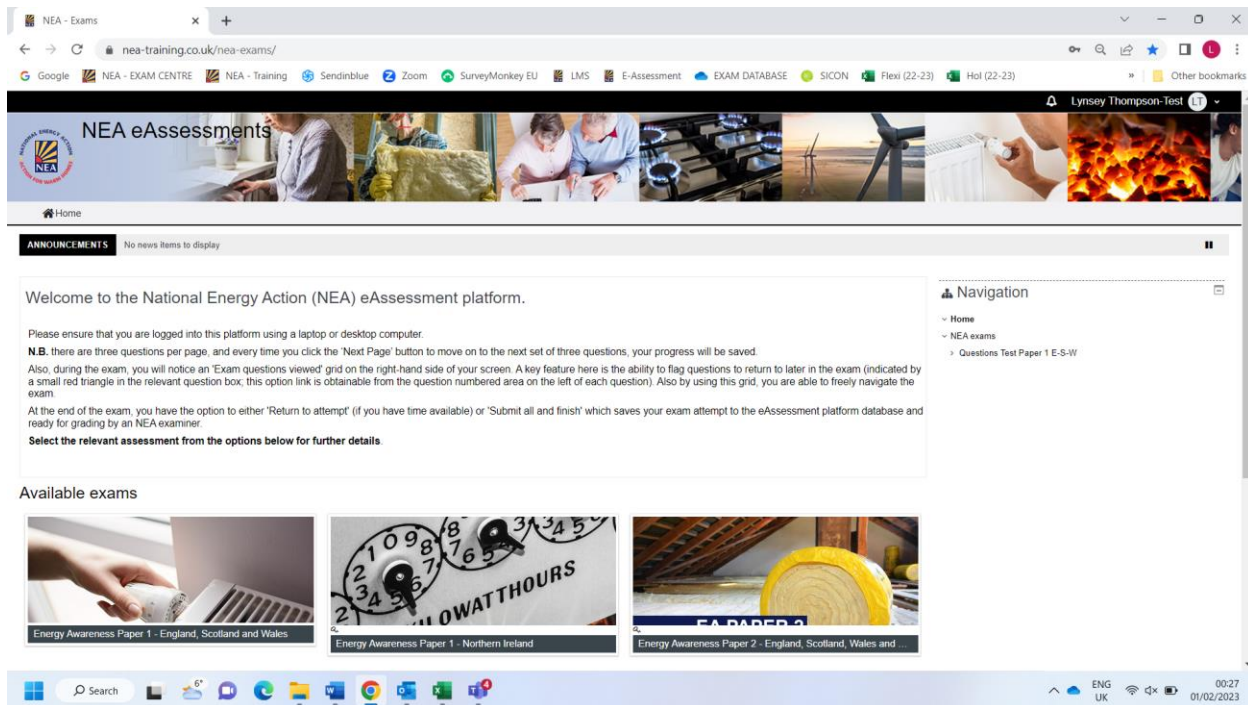 NEA - Exams
nea-training.co.uk/nea-exams/
Google NEA - EXAM CENTRE NEA - Training Sendinblue Zoom SurveyMonkey EU LMS E-Assessment EXAM DATABASE SICON Flexi (22-23) Hol (22-23) » Other bookmarks
Lynsey Thompson-Test LT
NEA eAssessments
NATIONAL ENERGY ACTION
NEA
ACTION FOR WARM HOMES
Home
ANNOUNCEMENTS No news items to display
Welcome to the National Energy Action (NEA) eAssessment platform.
Please ensure that you are logged into this platform using a laptop or desktop computer.
N.B. there are three questions per page, and every time you click the 'Next Page' button to move on to the next set of three questions, your progress will be saved.
Also, during the exam, you will notice an 'Exam questions viewed' grid on the right-hand side of your screen. A key feature here is the ability to flag questions to return to later in the exam (indicated by
a small red triangle in the relevant question box; this option link is obtainable from the question numbered area on the left of each question). Also by using this grid, you are able to freely navigate the
exam.
At the end of the exam, you have the option to either 'Return to attempt' (if you have time available) or 'Submit all and finish' which saves your exam attempt to the eAssessment platform database and
ready for grading by an NEA examiner.
Select the relevant assessment from the options below for further details.
Navigation
Home
NEA exams
Questions Test Paper 1 E-S-W
Available exams
KILOWATTHOURS
EA PAPER 2
Energy Awareness Paper 1 - England, Scotland and Wales
Energy Awareness Paper 1 - Northern Ireland
Energy Awareness Paper 2 - England, Scotland, Wales and ...
Search
6°
4
ENG
UK
00:27
01/02/2023